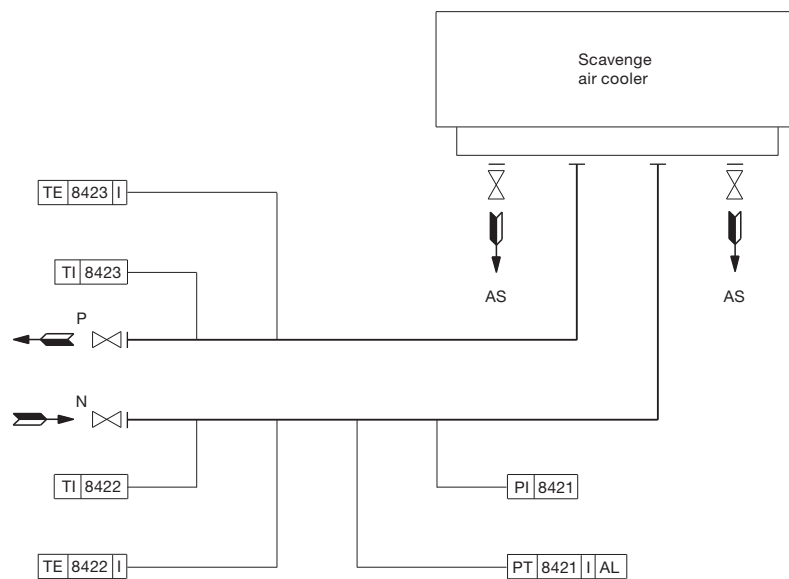 Scavenge
air cooler
TE 8423 I
TI 8423
AS
AS
P
N
TI 8422
PI 8421
TE 8422 I
PT 8421 I AL